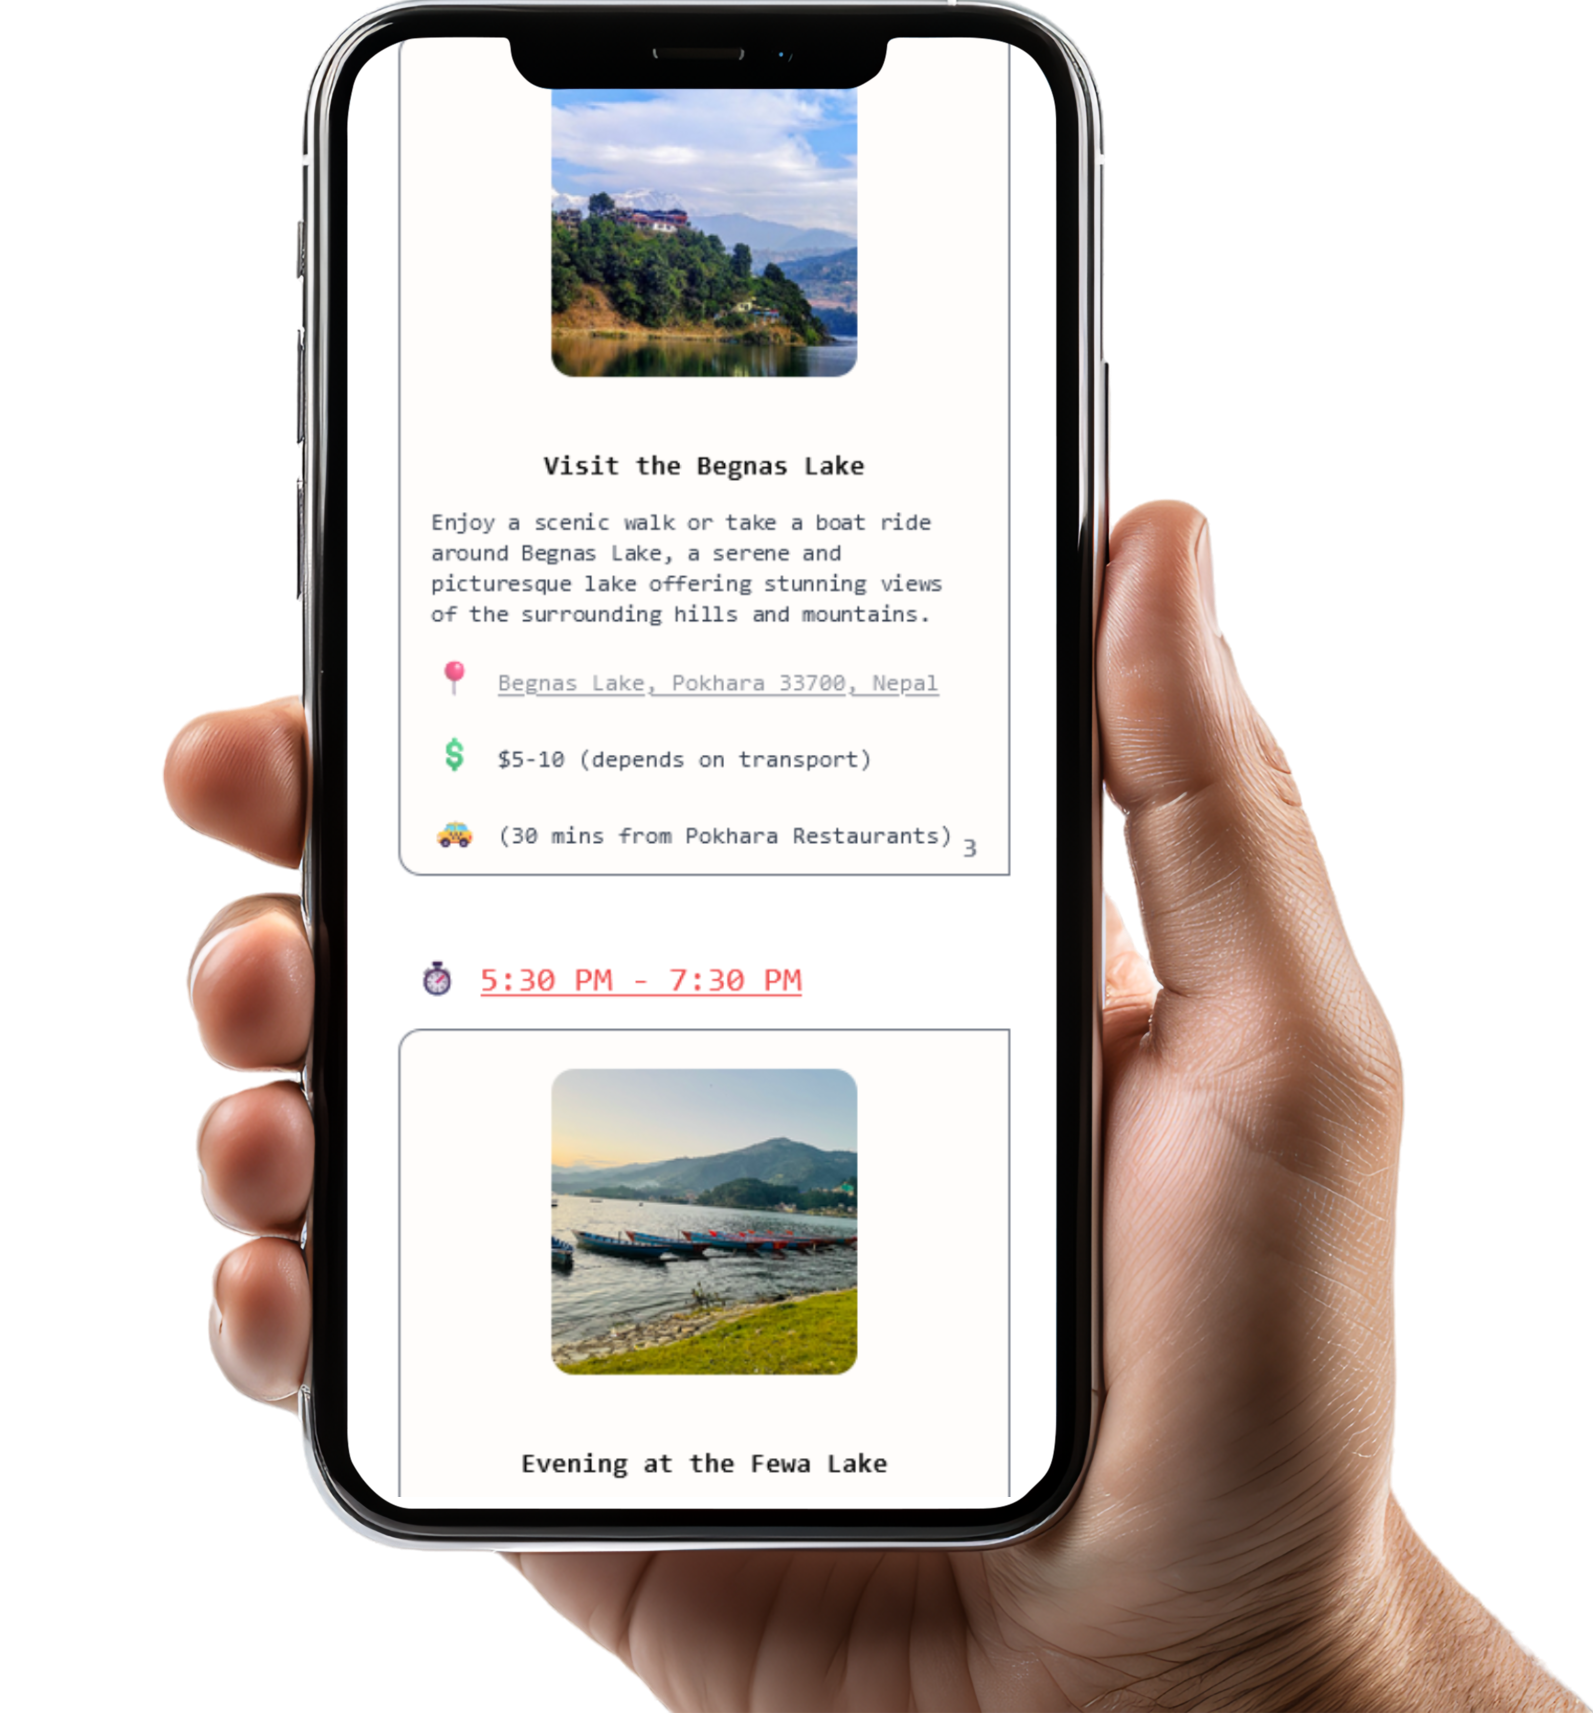 Visit the Begnas Lake
Enjoy a scenic walk or take a boat ride
around Begnas Lake, a serene and
picturesque lake offering stunning views
of the surrounding hills and mountains.
Begnas Lake, Pokhara 33700, Nepal
$5-10 (depends on transport)
(30 mins from Pokhara Restaurants) 3
5:30 PM - 7:30 PM
Evening at the Fewa Lake